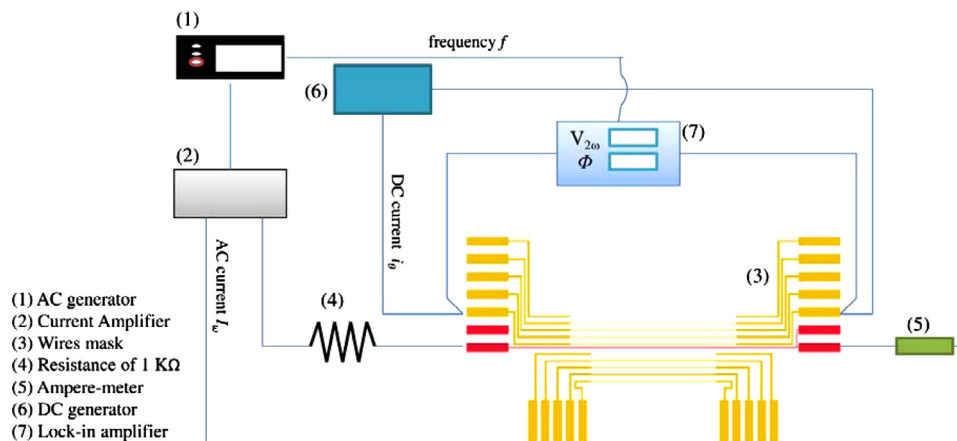 (1)
frequency f
(6)
(7)
V2ω
Φ
(2)
DC current i0
AC current Iω
(3)
(4)
(5)
(1) AC generator
(2) Current Amplifier
(3) Wires mask
(4) Resistance of 1 KΩ
(5) Ampere-meter
(6) DC generator
(7) Lock-in amplifier